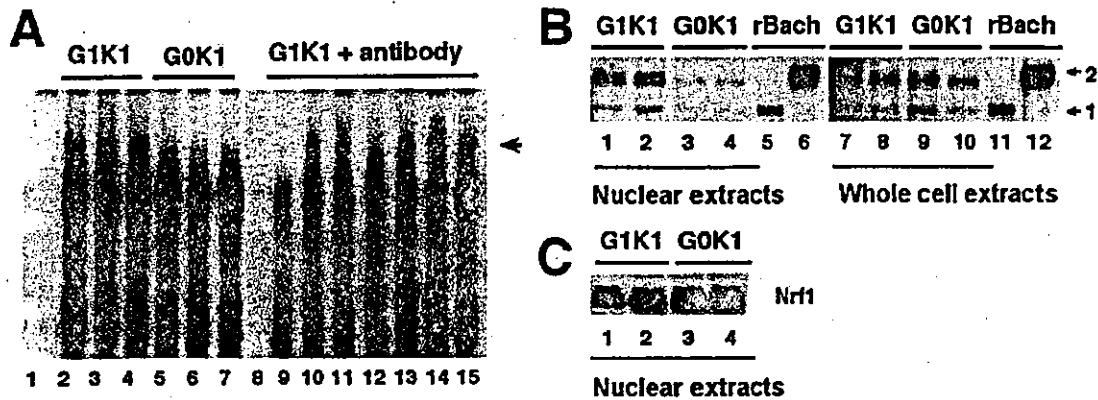 A
G1K1 G0K1 G1K1 + antibody
1 2 3 4 5 6 7 8 9 10 11 12 13 14 15
B
G1K1 G0K1 rBach G1K1 G0K1 rBach
2
1
1 2 3 4 5 6 7 8 9 10 11 12
Nuclear extracts Whole cell extracts
C
G1K1 G0K1
Nrf1
1 2 3 4
Nuclear extracts